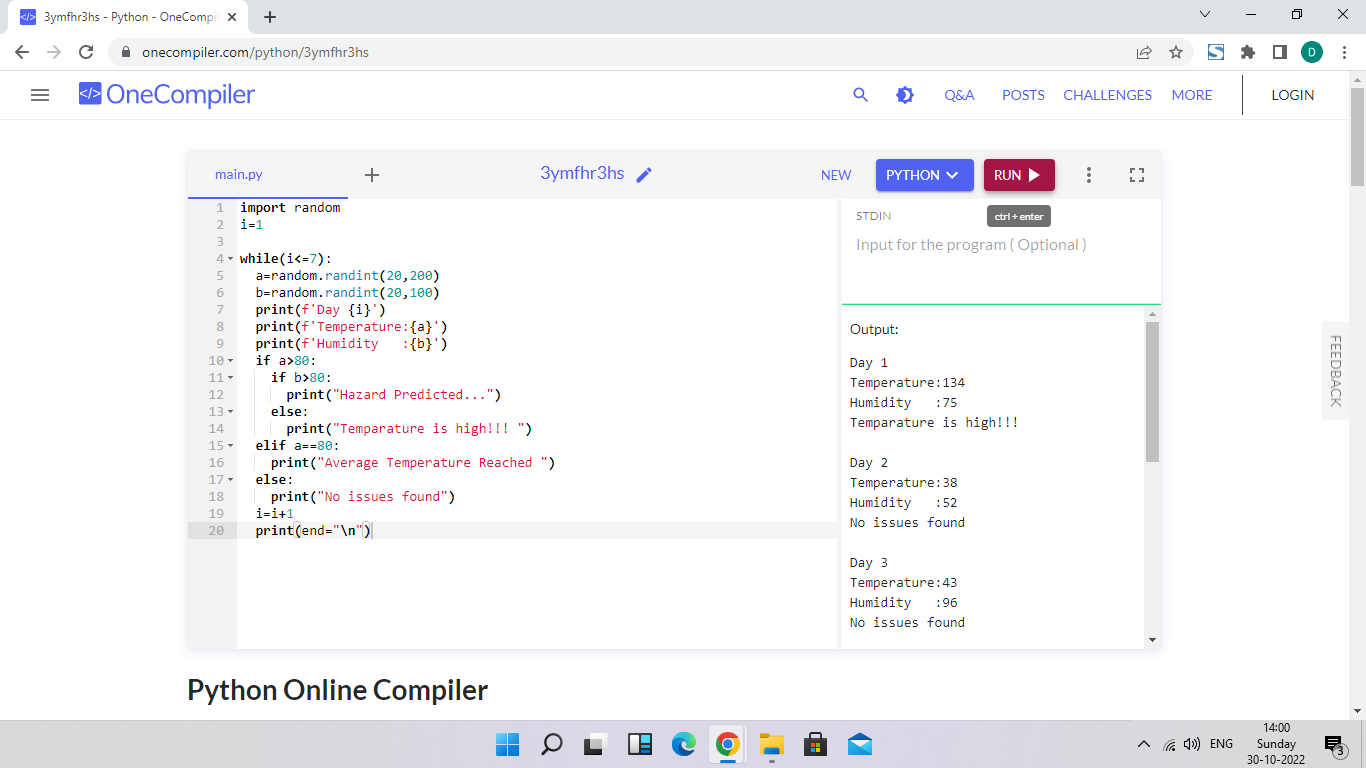 3ymfhr3hs - Python - OneCompil
onecompiler.com/python/3ymfhr3hs
D
</> OneCompiler
Q&A POSTS CHALLENGES MORE LOGIN
main.py 3ymfhr3hs NEW PYTHON RUN
ctrl + enter
1 import random
2 i=1
3
4 while(i<=7):
5   a=random.randint(20,200)
6   b=random.randint(20,100)
7   print(f'Day {i}')
8   print(f'Temperature:{a}')
9   print(f'Humidity   :{b}')
10   if a>80:
11     if b>80:
12       print("Hazard Predicted...")
13     else:
14       print("Temparature is high!!! ")
15   elif a==80:
16     print("Average Temperature Reached ")
17   else:
18     print("No issues found")
19   i=i+1
20   print(end="\n")
STDIN
Input for the program ( Optional )
Output:
Day 1
Temperature:134
Humidity   :75
Temparature is high!!!
Day 2
Temperature:38
Humidity   :52
No issues found
Day 3
Temperature:43
Humidity   :96
No issues found
FEEDBACK
Python Online Compiler
ENG
14:00
Sunday
30-10-2022
3